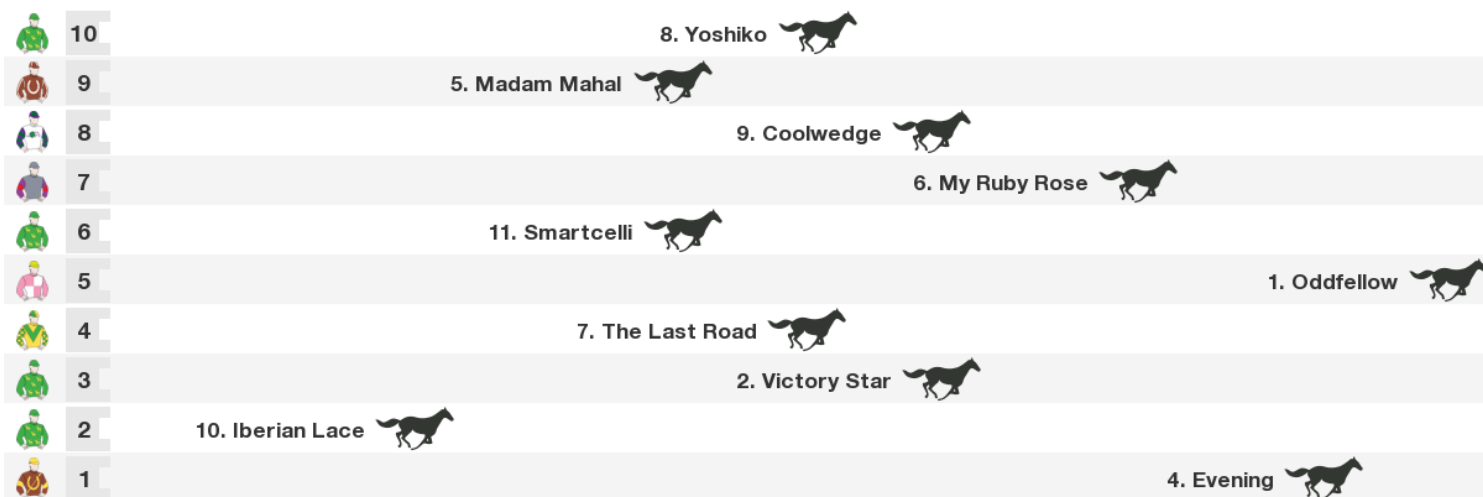 10 8. Yoshiko
9 5. Madam Mahal
8 9. Coolwedge
7 6. My Ruby Rose
6 11. Smartcelli
5 1. Oddfellow
4 7. The Last Road
3 2. Victory Star
2 10. Iberian Lace
1 4. Evening